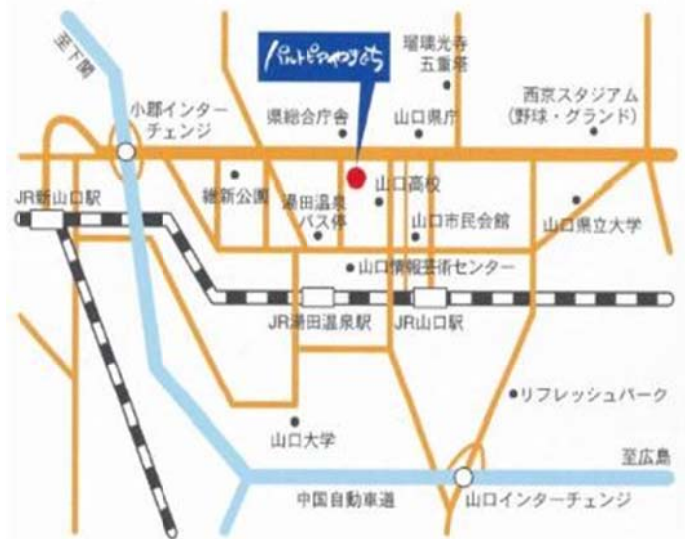 至下関
パルトピアやまぐち
瑠璃光寺
五重塔
小郡インター
チェンジ
県総合庁舎
山口県庁
西京スタジアム
(野球・グランド)
JR新山口駅
維新公園
湯田温泉
バス停
山口高校
山口市民会館
山口県立大学
山口情報芸術センター
JR湯田温泉駅
JR山口駅
リフレッシュパーク
山口大学
至広島
中国自動車道
山口インターチェンジ